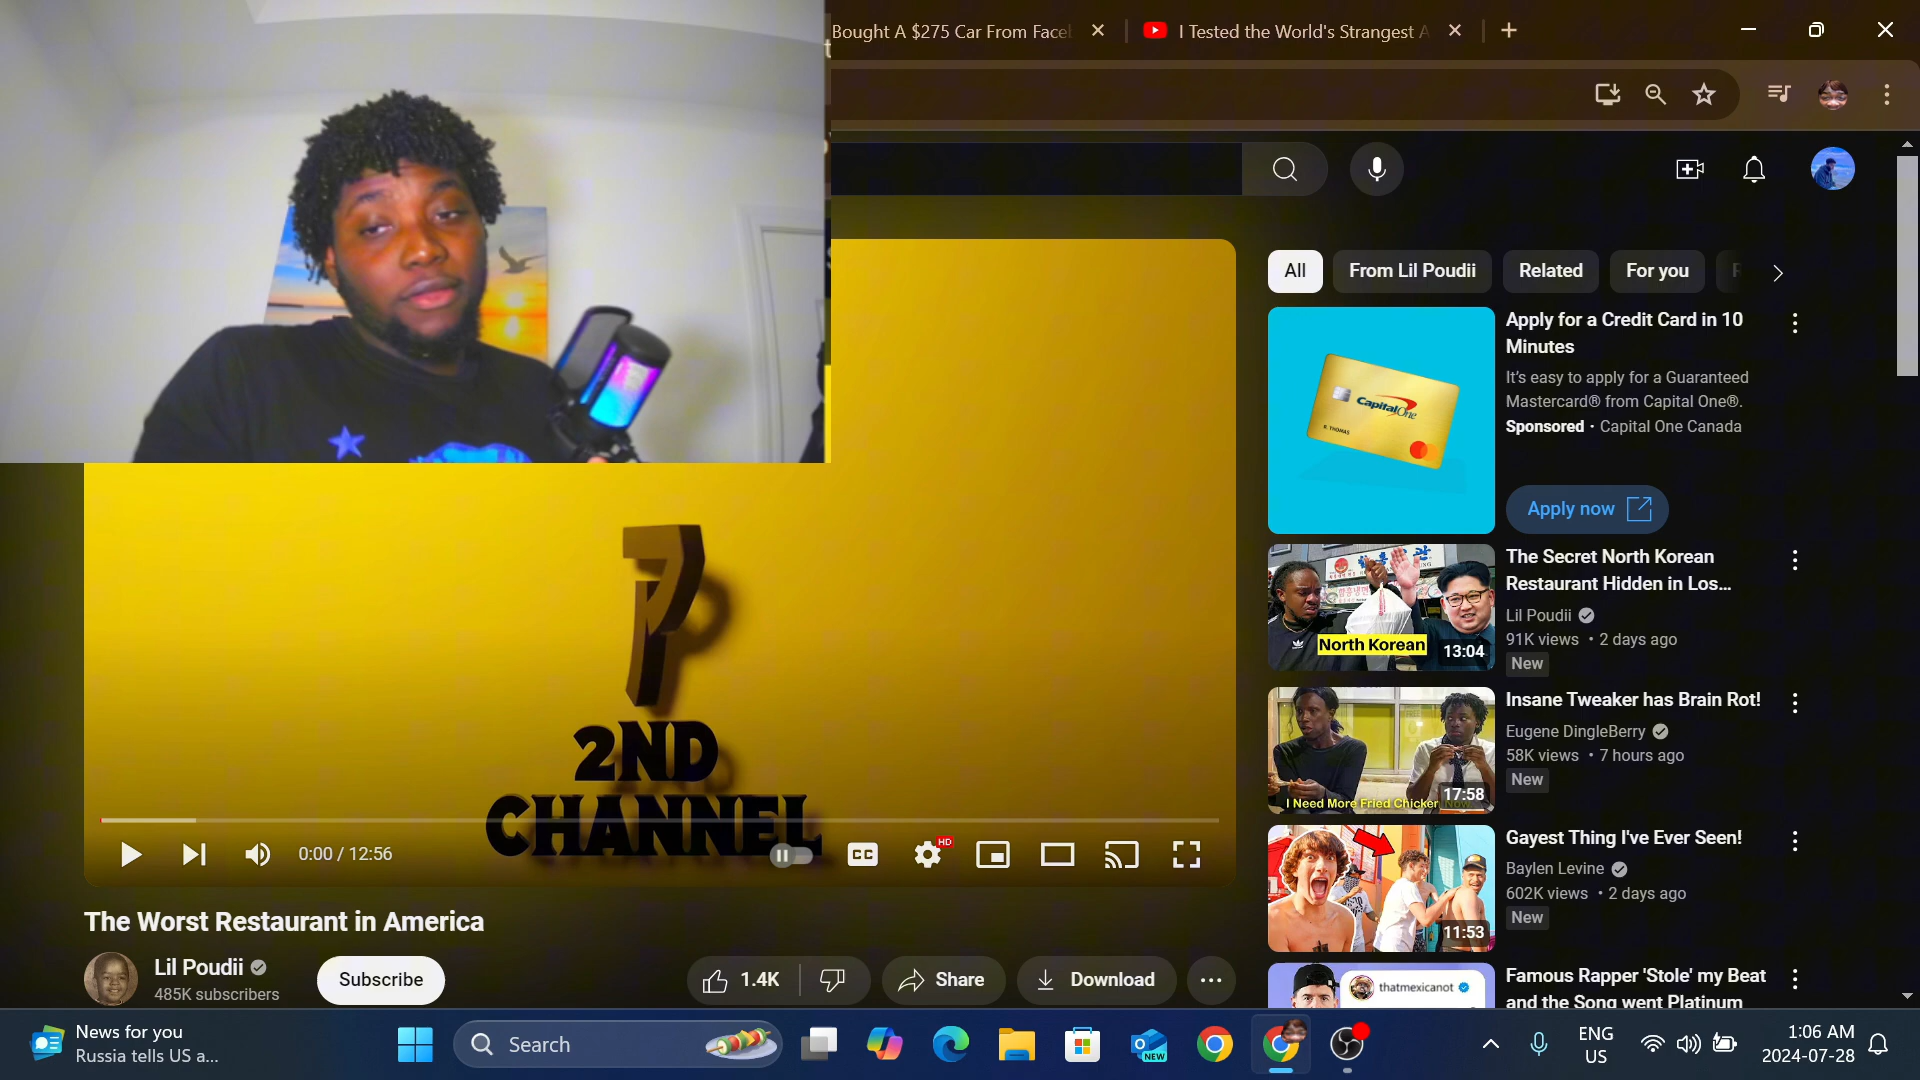 Bought A $275 Car From Face
I Tested the World's Strangest A
All
From Lil Poudii
Related
For you
Apply for a Credit Card in 10
Minutes
It's easy to apply for a Guaranteed
Mastercard® from Capital One®.
Sponsored · Capital One Canada
Apply now
CapitalOne
R. THOMAS
The Secret North Korean
Restaurant Hidden in Los...
Lil Poudii
91K views • 2 days ago
New
North Korean
13:04
Insane Tweaker has Brain Rot!
Eugene DingleBerry
58K views • 7 hours ago
New
I Need More Fried Chicken Now
17:58
Gayest Thing I've Ever Seen!
Baylen Levine
602K views • 2 days ago
New
11:53
Famous Rapper 'Stole' my Beat
and the Song went Platinum
thatmexicanot
2ND
CHANNEL
0:00 / 12:56
CC
HD
The Worst Restaurant in America
Lil Poudii
485K subscribers
Subscribe
1.4K
Share
Download
News for you
Russia tells US a...
Search
NEW
ENG
US
1:06 AM
2024-07-28